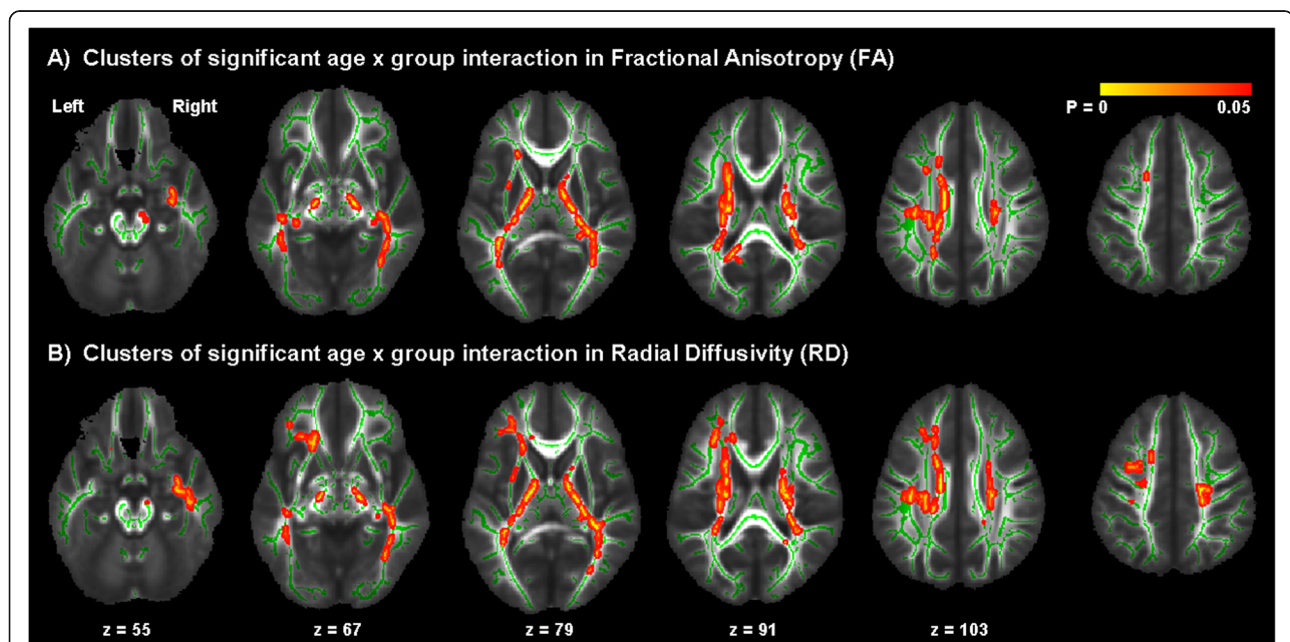 A) Clusters of significant age x group interaction in Fractional Anisotropy (FA)
Left Right
P = 0 0.05
B) Clusters of significant age x group interaction in Radial Diffusivity (RD)
z = 55 z = 67 z = 79 z = 91 z = 103